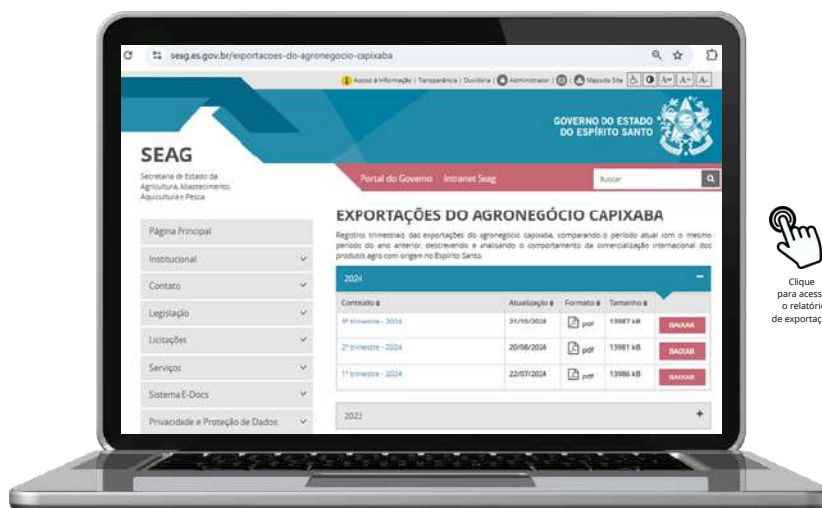 seag.es.gov.br/exportacoes-do-agronegocio-capixaba
Acesso à Informação | Transparência | Ouvidoria | Administrador | Mapa do Site A= A+ A-
GOVERNO DO ESTADO
DO ESPÍRITO SANTO
SEAG
Secretaria de Estado da
Agricultura, Abastecimento,
Aquicultura e Pesca
Portal do Governo Intranet Seag
Buscar
Página Principal
Institucional
Contato
Legislação
Licitações
Serviços
Sistema E-Docs
Privacidade e Proteção de Dados
EXPORTAÇÕES DO AGRONEGÓCIO CAPIXABA
Registros trimestrais das exportações do agronegócio capixaba, comparando o período atual com o mesmo
período do ano anterior, descrevendo e analisando o comportamento da comercialização internacional dos
produtos agro com origem no Espírito Santo.
2024
Conteúdo Atualização Formato Tamanho
3º trimestre - 2024 31/10/2024 pdf 13987 kB BAIXAR
2º trimestre - 2024 20/08/2024 pdf 13981 kB BAIXAR
1º trimestre - 2024 22/07/2024 pdf 13986 kB BAIXAR
2023
Clique
para acess
o relatóri
de exportaç